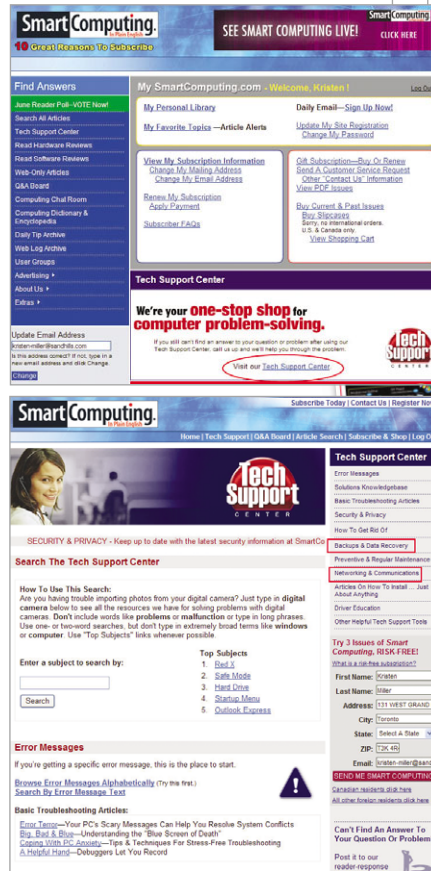 Smart Computing.
In Plain English
10 Great Reasons To Subscribe
SEE SMART COMPUTING LIVE!
Smart Computing
CLICK HERE
Find Answers
June Reader Poll-VOTE Now!
Search All Articles
Tech Support Center
Read Hardware Reviews
Read Software Reviews
Web-Only Articles
Q&A Board
Computing Chat Room
Computing Dictionary &
Encyclopedia
Daily Tip Archive
Web Log Archive
User Groups
Advertising
About Us
Extras
Update Email Address
kristen-miller@sandhills.com
Is this address correct? If not, type in a
new email address and click Change.
Change
My SmartComputing.com - Welcome, Kristen !
Log Ou
My Personal Library
My Favorite Topics —Article Alerts
Daily Email—Sign Up Now!
Update My Site Registration
Change My Password
View My Subscription Information
Change My Mailing Address
Change My Email Address
Renew My Subscription
Apply Payment
Subscriber FAQs
Gift Subscription—Buy Or Renew
Send A Customer Service Request
Other "Contact Us" Information
View PDF Issues
Buy Current & Past Issues
Buy Slipcases
Sorry, no international orders.
U.S. & Canada only.
View Shopping Cart
Tech Support Center
We're your one-stop shop for
computer problem-solving.
If you still can't find an answer to your question or problem after using our
Tech Support Center, call us up and we'll help you through the problem.
Visit our Tech Support Center
Tech
Support
CENTER
Smart Computing.
In Plain English
Subscribe Today | Contact Us | Register No
Home | Tech Support | Q&A Board | Article Search | Subscribe & Shop | Log O
Tech
Support
CENTER
SECURITY & PRIVACY - Keep up to date with the latest security information at SmartCo
Search The Tech Support Center
How To Use This Search:
Are you having trouble importing photos from your digital camera? Just type in digital
camera below to see all the resources we have for solving problems with digital
cameras. Don't include words like problems or malfunction or type in long phrases.
Use one- or two-word searches, but don't type in extremely broad terms like windows
or computer. Use "Top Subjects" links whenever possible
Enter a subject to search by:
Search
Top Subjects
1. Red X
2. Safe Mode
3. Hard Drive
4. Startup Menu
5. Outlook Express
Error Messages
If you're getting a specific error message, this is the place to start.
Browse Error Messages Alphabetically (Try this first.)
Search By Error Message Text
Basic Troubleshooting Articles:
Error Terror—Your PC's Scary Messages Can Help You Resolve System Conflicts
Big, Bad & Blue—Understanding the "Blue Screen of Death"
Coping With PC Anxiety—Tips & Techniques For Stress-Free Troubleshooting
A Helpful Hand—Debuggers Let You Record
Tech Support Center
Error Messages
Solutions Knowledgebase
Basic Troubleshooting Articles
Security & Privacy
How To Get Rid Of
Backups & Data Recovery
Preventive & Regular Maintenance
Networking & Communications
Articles On How To Install ... Just
About Anything
Driver Education
Other Helpful Tech Support Tools
Try 3 Issues of Smart
Computing, RISK-FREE!
What is a risk-free subscription?
First Name: Kristen
Last Name: Miller
Address: 131 WEST GRAND
City: Toronto
State: Select A State
ZIP: T2K 4R
Email: kristen-miller@sand
SEND ME SMART COMPUTING
Canadian residents click here
All other foreign residents click here
Can't Find An Answer To
Your Question Or Problem
Post it to our
reader-response